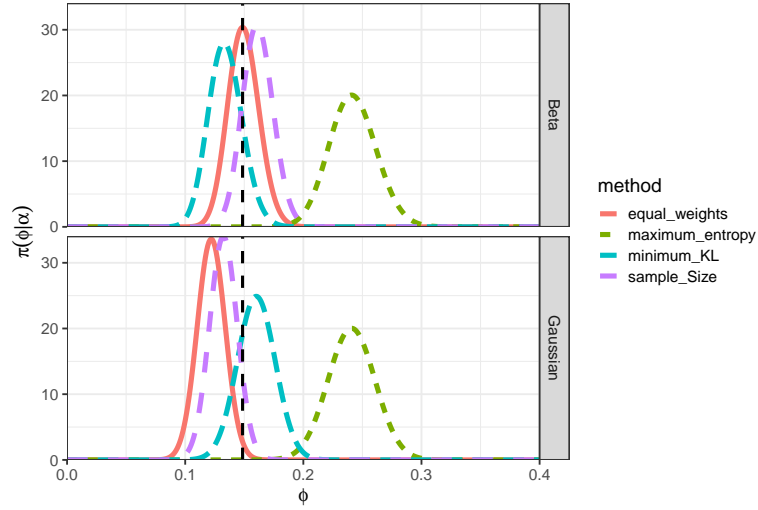 π(ϕ|α)
30
20
10
0
Beta
30
20
10
0
Gaussian
0.0 0.1 0.2 0.3 0.4
ϕ
method
equal_weights
maximum_entropy
minimum_KL
sample_Size